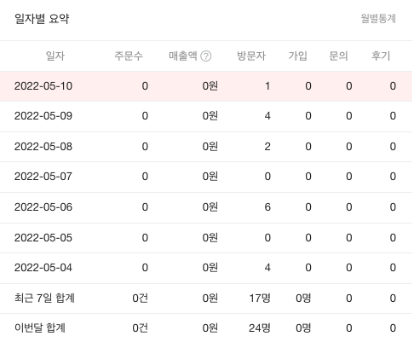 일자별 요약 월별통계
일자 주문수 매출액 ? 방문자 가입 문의 후기
2022-05-10 0 0원 1 0 0 0
2022-05-09 0 0원 4 0 0 0
2022-05-08 0 0원 2 0 0 0
2022-05-07 0 0원 0 0 0 0
2022-05-06 0 0원 6 0 0 0
2022-05-05 0 0원 0 0 0 0
2022-05-04 0 0원 4 0 0 0
최근 7일 합계 0건 0원 17명 0명 0 0
이번달 합계 0건 0원 24명 0명 0 0